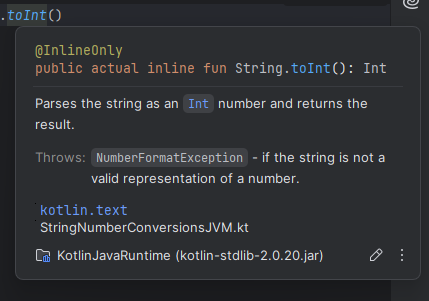 .toInt()
@InlineOnly
public actual inline fun String.toInt(): Int
Parses the string as an Int number and returns the
result.
Throws: NumberFormatException - if the string is not a
valid representation of a number.
kotlin.text
StringNumberConversionsJVM.kt
KotlinJavaRuntime (kotlin-stdlib-2.0.20.jar)